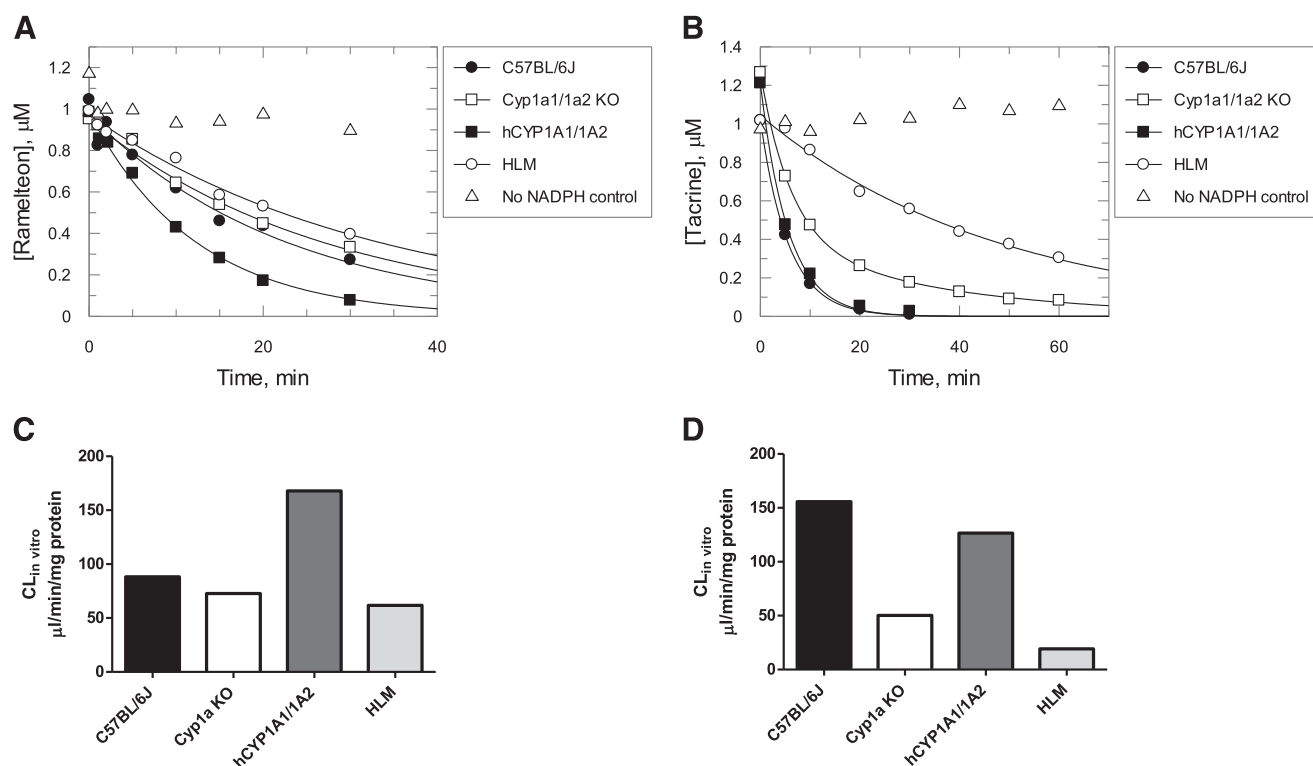 A
[Ramelteon], μM
1.2
1
0.8
0.6
0.4
0.2
0
0
20
40
Time, min
C57BL/6J
Cyp1a1/1a2 KO
hCYP1A1/1A2
HLM
No NADPH control
B
[Tacrine], μM
1.4
1.2
1
0.8
0.6
0.4
0.2
0
0
20
40
60
Time, min
C57BL/6J
Cyp1a1/1a2 KO
hCYP1A1/1A2
HLM
No NADPH control
C
CLin vitro
μl/min/mg protein
200
150
100
50
0
C57BL/6J
Cyp1a KO
hCYP1A1/1A2
HLM
D
CLin vitro
μl/min/mg protein
200
150
100
50
0
C57BL/6J
Cyp1a KO
hCYP1A1/1A2
HLM